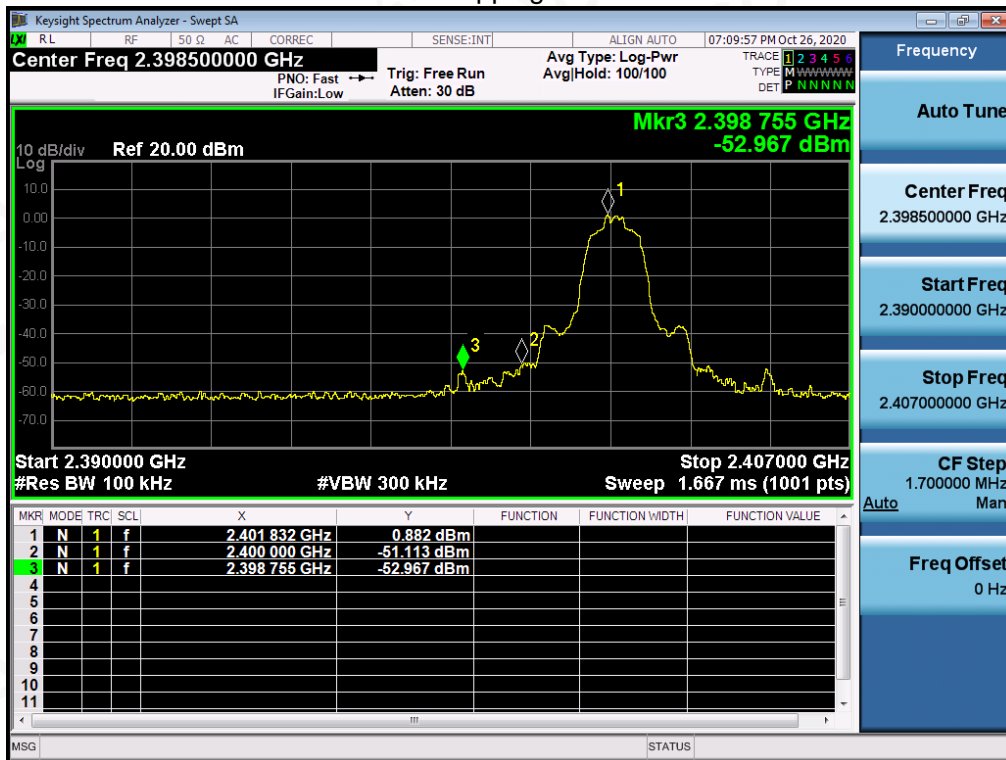 Keysight Spectrum Analyzer - Swept SA
LXI RL RF 50 Ω AC CORREC SENSE:INT ALIGN AUTO 07:09:57 PM Oct 26, 2020
Center Freq 2.398500000 GHz
PNO: Fast
IFGain:Low
Trig: Free Run
Atten: 30 dB
Avg Type: Log-Pwr
Avg|Hold: 100/100
TRACE 1 2 3 4 5 6
TYPE M WWWWW
DET P N N N N N
Mkr3 2.398 755 GHz
-52.967 dBm
10 dB/div Ref 20.00 dBm
Log
10.0
0.00
-10.0
-20.0
-30.0
-40.0
-50.0
-60.0
-70.0
1
2
3
Start 2.390000 GHz Stop 2.407000 GHz
#Res BW 100 kHz #VBW 300 kHz Sweep 1.667 ms (1001 pts)
MKR MODE TRC SCL X Y FUNCTION FUNCTION WIDTH FUNCTION VALUE
1 N 1 f 2.401 832 GHz 0.882 dBm
2 N 1 f 2.400 000 GHz -51.113 dBm
3 N 1 f 2.398 755 GHz -52.967 dBm
4
5
6
7
8
9
10
11
MSG STATUS
Frequency
Auto Tune
Center Freq
2.398500000 GHz
Start Freq
2.390000000 GHz
Stop Freq
2.407000000 GHz
CF Step
1.700000 MHz
Auto Man
Freq Offset
0 Hz